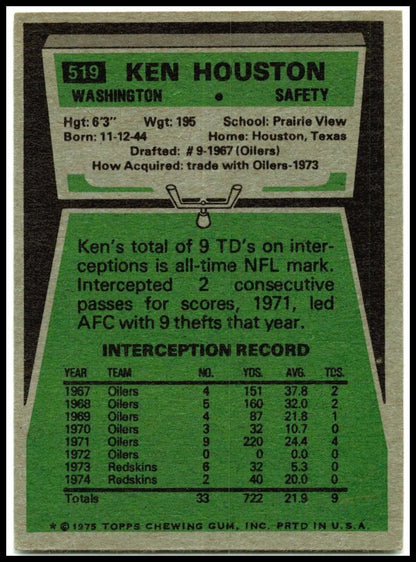 519 KEN HOUSTON
WASHINGTON • SAFETY
Hgt: 6'3" Wgt: 195 School: Prairie View
Born: 11-12-44 Home: Houston, Texas
Drafted: #9-1967 (Oilers)
How Acquired: trade with Oilers-1973
Ken's total of 9 TD's on inter-
ceptions is all-time NFL mark.
Intercepted 2 consecutive
passes for scores, 1971, led
AFC with 9 thefts that year.
INTERCEPTION RECORD
YEAR TEAM NO. YDS. AVG. TDS.
1967 Oilers 4 151 37.8 2
1968 Oilers 5 160 32.0 2
1969 Oilers 4 87 21.8 1
1970 Oilers 3 32 10.7 0
1971 Oilers 9 220 24.4 4
1972 Oilers 0 0 0.0 0
1973 Redskins 6 32 5.3 0
1974 Redskins 2 40 20.0 0
Totals 33 722 21.9 9
* © 1975 TOPPS CHEWING GUM, INC. PRTD IN U.S.A.